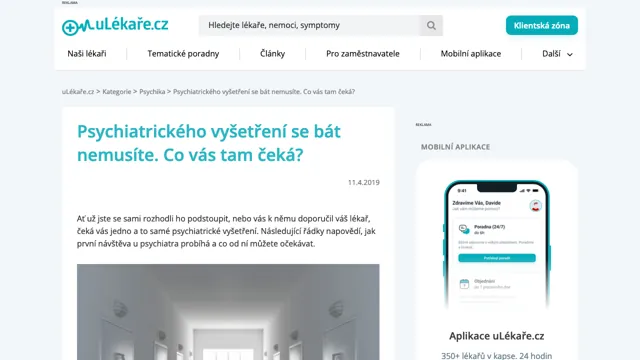 REKLAMA
uLékaře.cz
Hledejte lékaře, nemoci, symptomy
Klientská zóna
Naši lékaři
Tematické poradny
Články
Pro zaměstnavatele
Mobilní aplikace
Další
uLékaře.cz > Kategorie > Psychika > Psychiatrického vyšetření se bát nemusíte. Co vás tam čeká?
Psychiatrického vyšetření se bát
nemusíte. Co vás tam čeká?
11.4.2019
Ať už jste se sami rozhodli ho podstoupit, nebo vás k němu doporučil váš lékař,
čeká vás jedno a to samé psychiatrické vyšetření. Následující řádky napovědí, jak
první návštěva u psychiatra probíhá a co od ní můžete očekávat.
REKLAMA
MOBILNÍ APLIKACE
9:41
Zdravíme Vás, Davide
Poradna (24/7)
do 6h
Objednání
Aplikace uLékaře.cz
350+ lékařů v kapse. 24 hodin